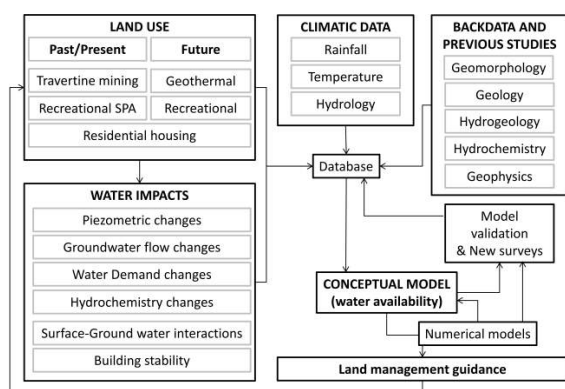 LAND USE
Past/Present
Future
Travertine mining
Geothermal
Recreational SPA
Recreational
Residential housing
WATER IMPACTS
Piezometric changes
Groundwater flow changes
Water Demand changes
Hydrochemistry changes
Surface-Ground water interactions
Building stability
CLIMATIC DATA
Rainfall
Temperature
Hydrology
BACKDATA AND
PREVIOUS STUDIES
Geomorphology
Geology
Hydrogeology
Hydrochemistry
Geophysics
Database
Model
validation
& New surveys
CONCEPTUAL MODEL
(water availability)
Numerical models
Land management guidance